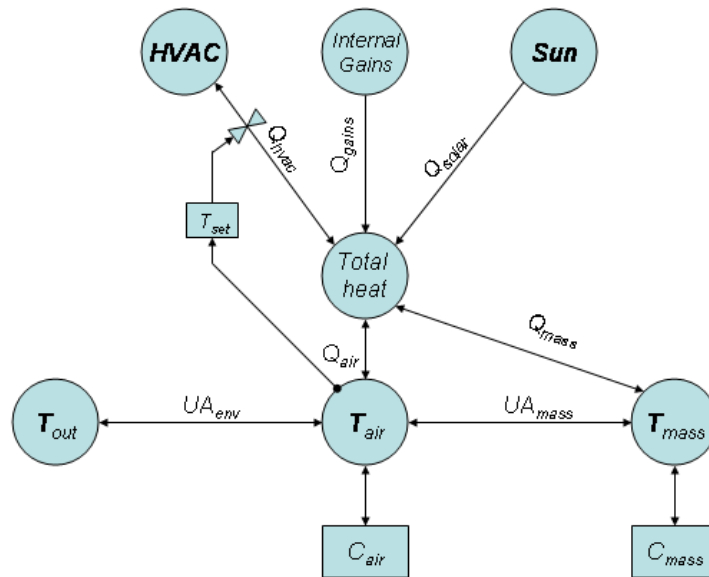 HVAC
Internal
Gains
Sun
Q_hvac
Q_gains
Q_solar
T_set
Total
heat
Q_mass
Q_air
T_out
UA_env
T_air
UA_mass
T_mass
C_air
C_mass